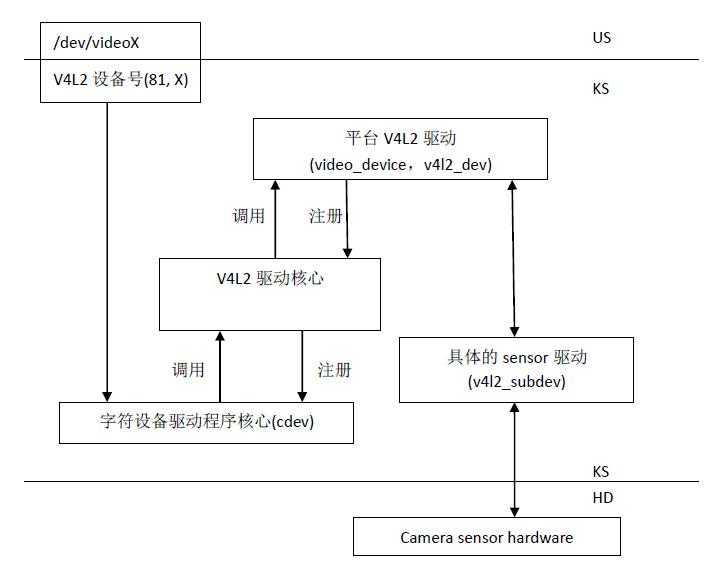 /dev/videoX
US
V4L2 设备号(81, X)
KS
平台 V4L2 驱动
(video_device，v4l2_dev)
调用
注册
V4L2 驱动核心
具体的 sensor 驱动
(v4l2_subdev)
调用
注册
字符设备驱动程序核心(cdev)
KS
HD
Camera sensor hardware